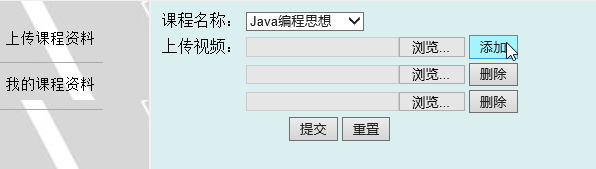 上传课程资料
我的课程资料
课程名称： Java编程思想
上传视频： 浏览... 添加
浏览... 删除
浏览... 删除
提交 重置